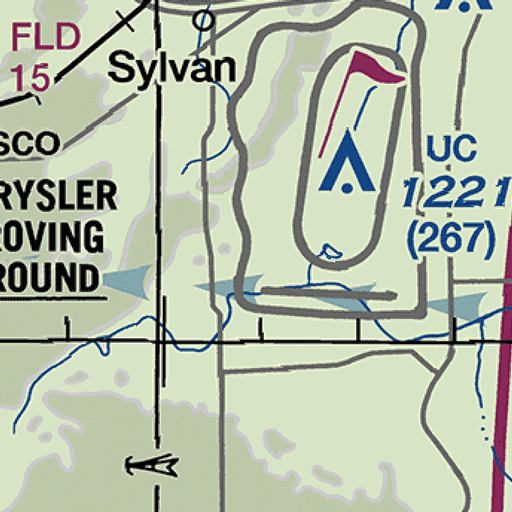 FLD
15
Sylvan
SCO
RYSLER
ROVING
ROUND
UC
1221
(267)